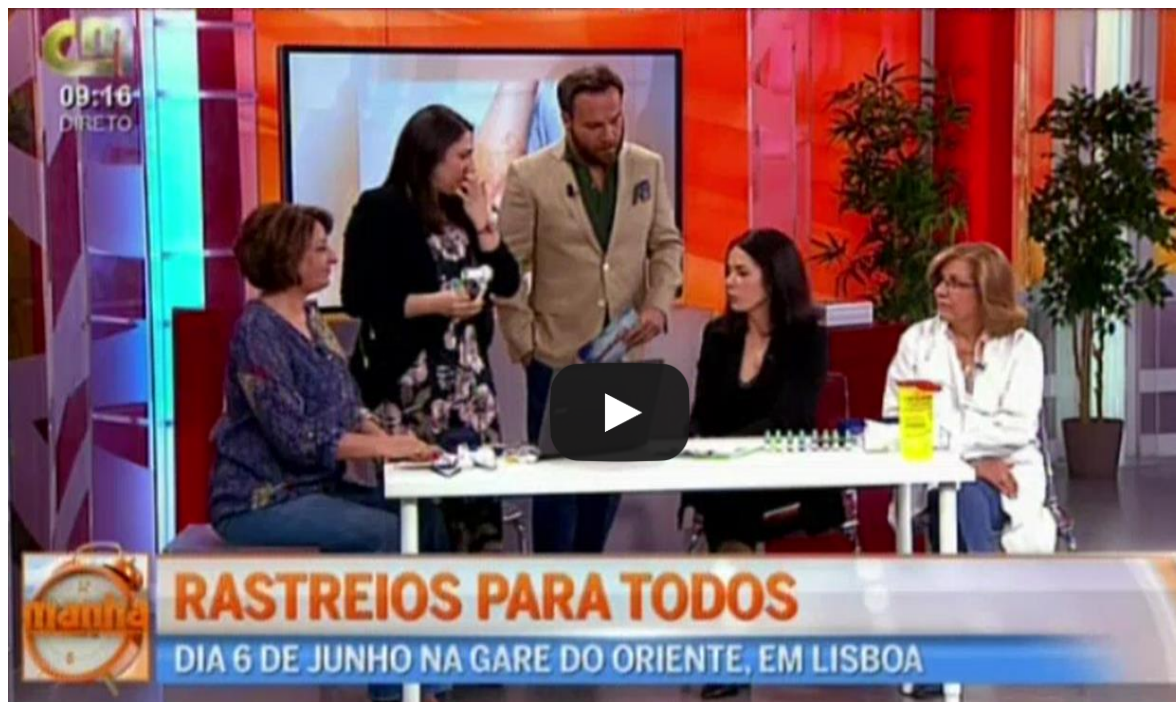 cm
09:16
DIRETO
manhã
RASTREIOS PARA TODOS
DIA 6 DE JUNHO NA GARE DO ORIENTE, EM LISBOA